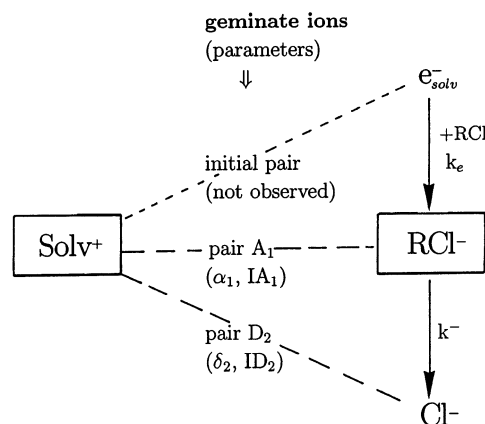 geminate ions
(parameters)
⇓
e⁻solv
+RCl
kₑ
initial pair
(not observed)
Solv⁺
pair A₁
(α₁, IA₁)
RCl⁻
k⁻
pair D₂
(δ₂, ID₂)
Cl⁻